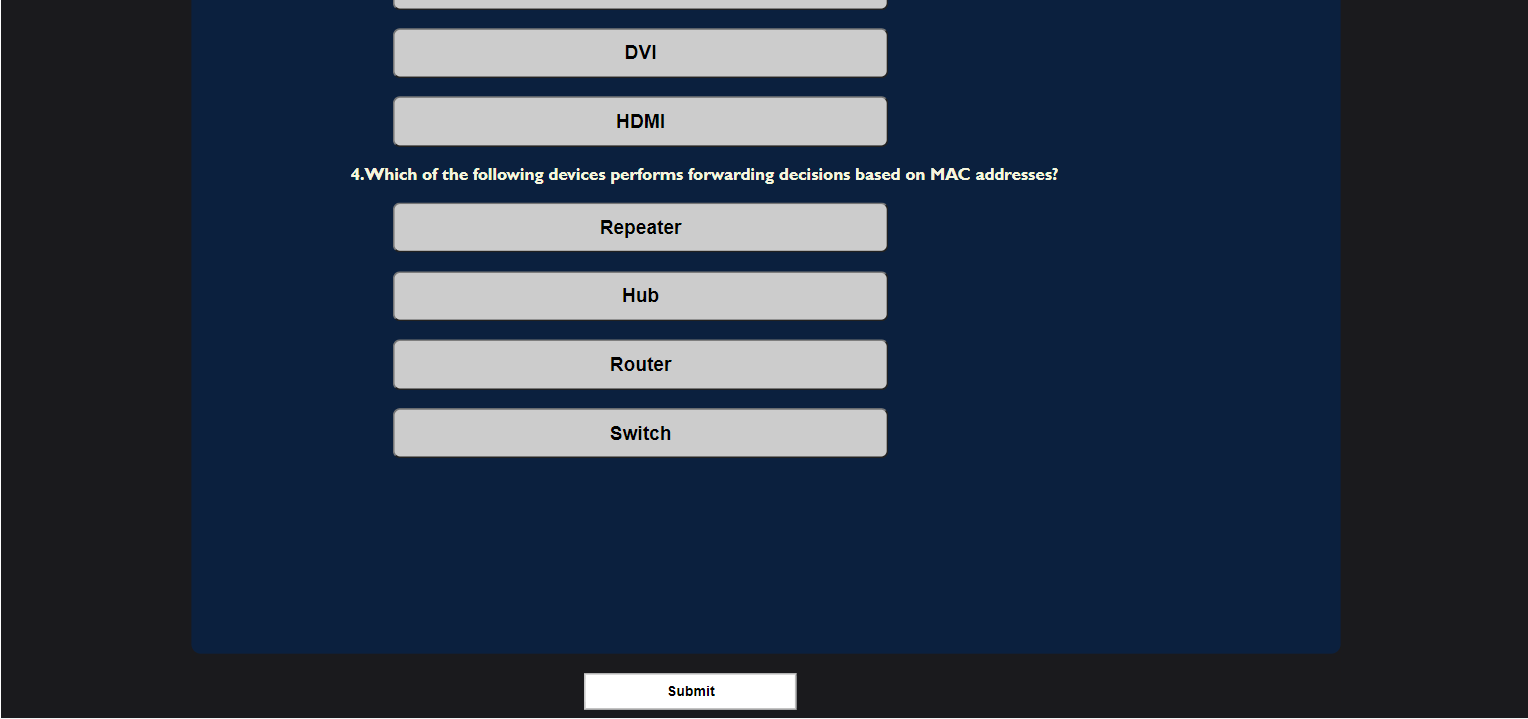 DVI
HDMI
4.Which of the following devices performs forwarding decisions based on MAC addresses?
Repeater
Hub
Router
Switch
Submit